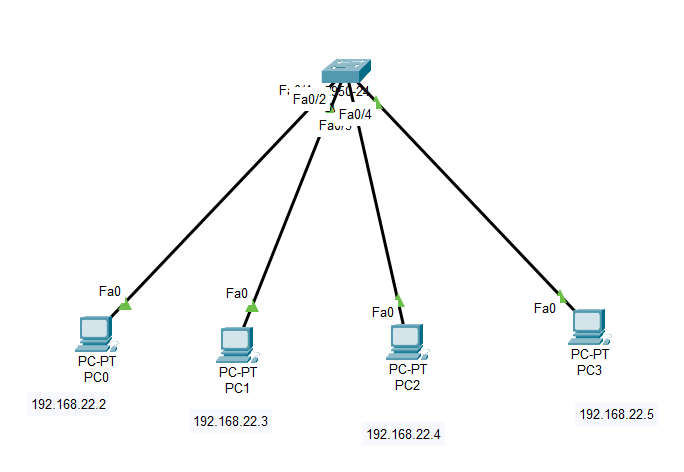 Fa0/2
Fa0/4
Fa0
PC-PT
PC0
192.168.22.2
Fa0
PC-PT
PC1
192.168.22.3
Fa0
PC-PT
PC2
192.168.22.4
Fa0
PC-PT
PC3
192.168.22.5